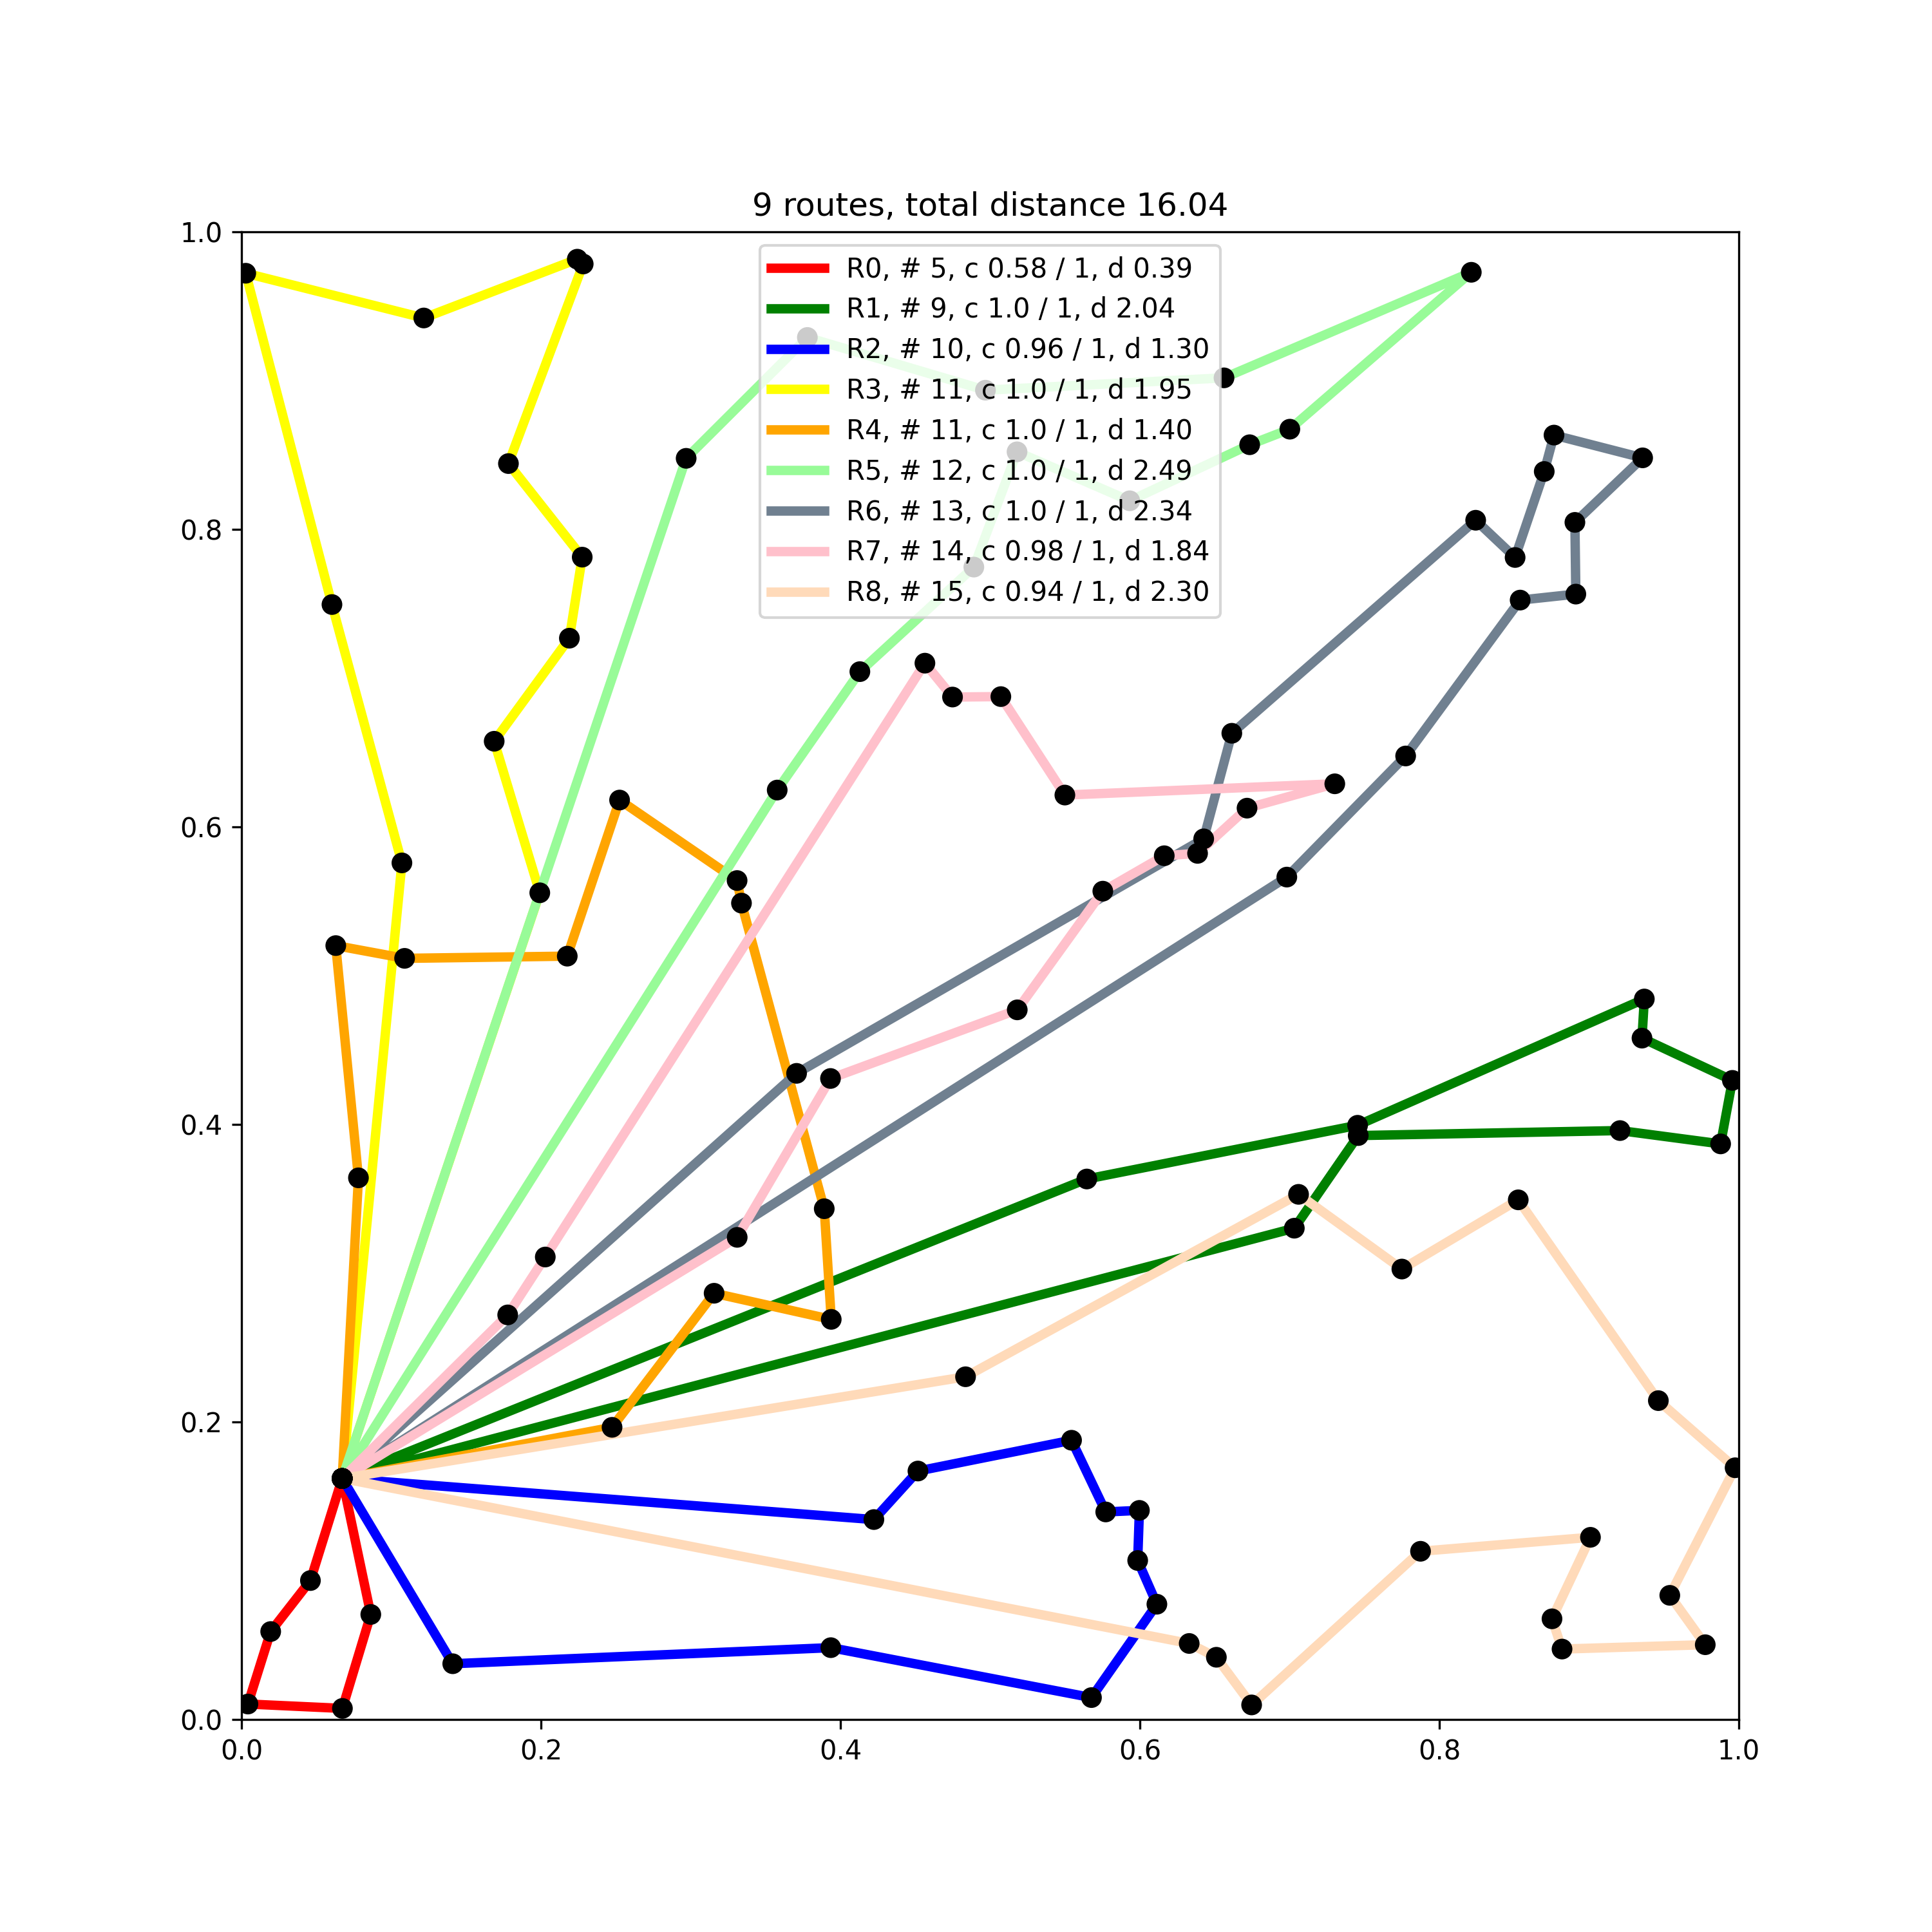 9 routes, total distance 16.04
1.0
R0, # 5, c 0.58 / 1, d 0.39
R1, # 9, c 1.0 / 1, d 2.04
R2, # 10, c 0.96 / 1, d 1.30
R3, # 11, c 1.0 / 1, d 1.95
R4, # 11, c 1.0 / 1, d 1.40
R5, # 12, c 1.0 / 1, d 2.49
R6, # 13, c 1.0 / 1, d 2.34
R7, # 14, c 0.98 / 1, d 1.84
R8, # 15, c 0.94 / 1, d 2.30
0.8
0.6
0.4
0.2
0.0
0.0 0.2 0.4 0.6 0.8 1.0